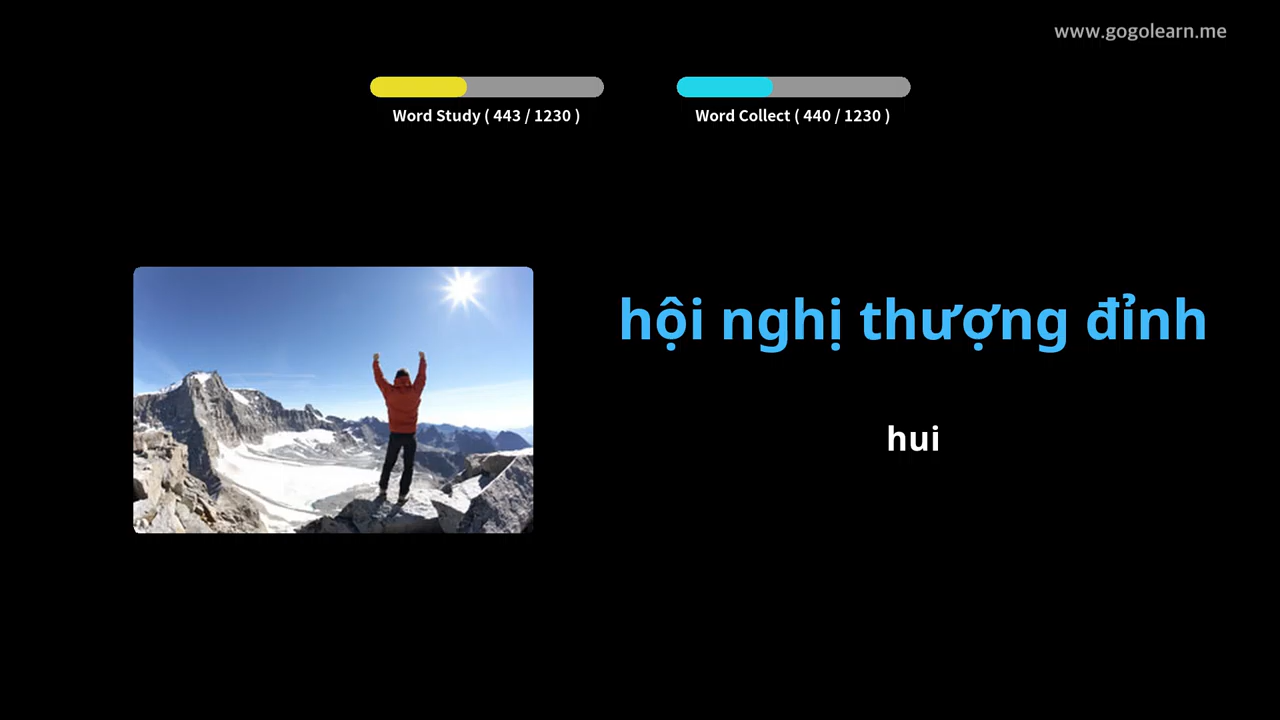 www.gogolearn.me
Word Study ( 443 / 1230 )
Word Collect ( 440 / 1230 )
hội nghị thượng đỉnh
hui